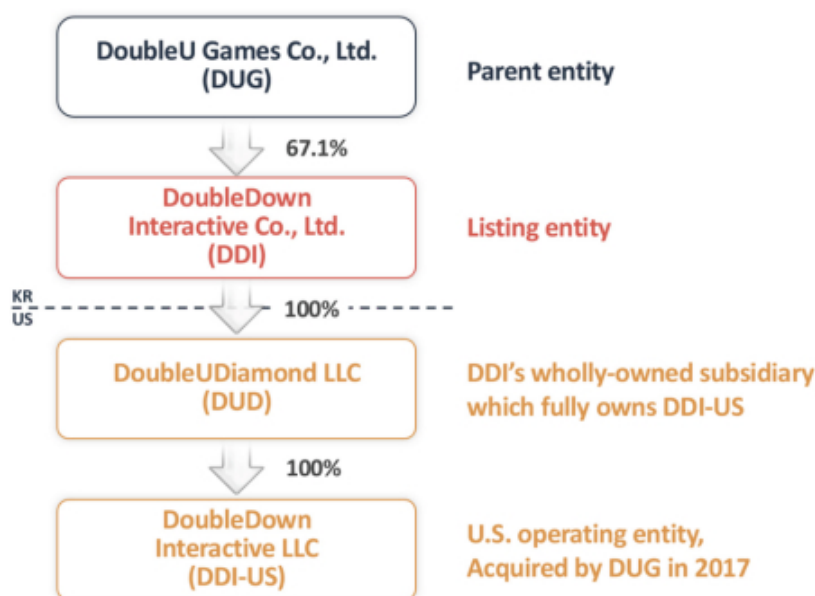 DoubleU Games Co., Ltd.
(DUG)
Parent entity
67.1%
DoubleDown
Interactive Co., Ltd.
(DDI)
Listing entity
KR
US
100%
DoubleUDiamond LLC
(DUD)
DDI's wholly-owned subsidiary
which fully owns DDI-US
100%
DoubleDown
Interactive LLC
(DDI-US)
U.S. operating entity,
Acquired by DUG in 2017